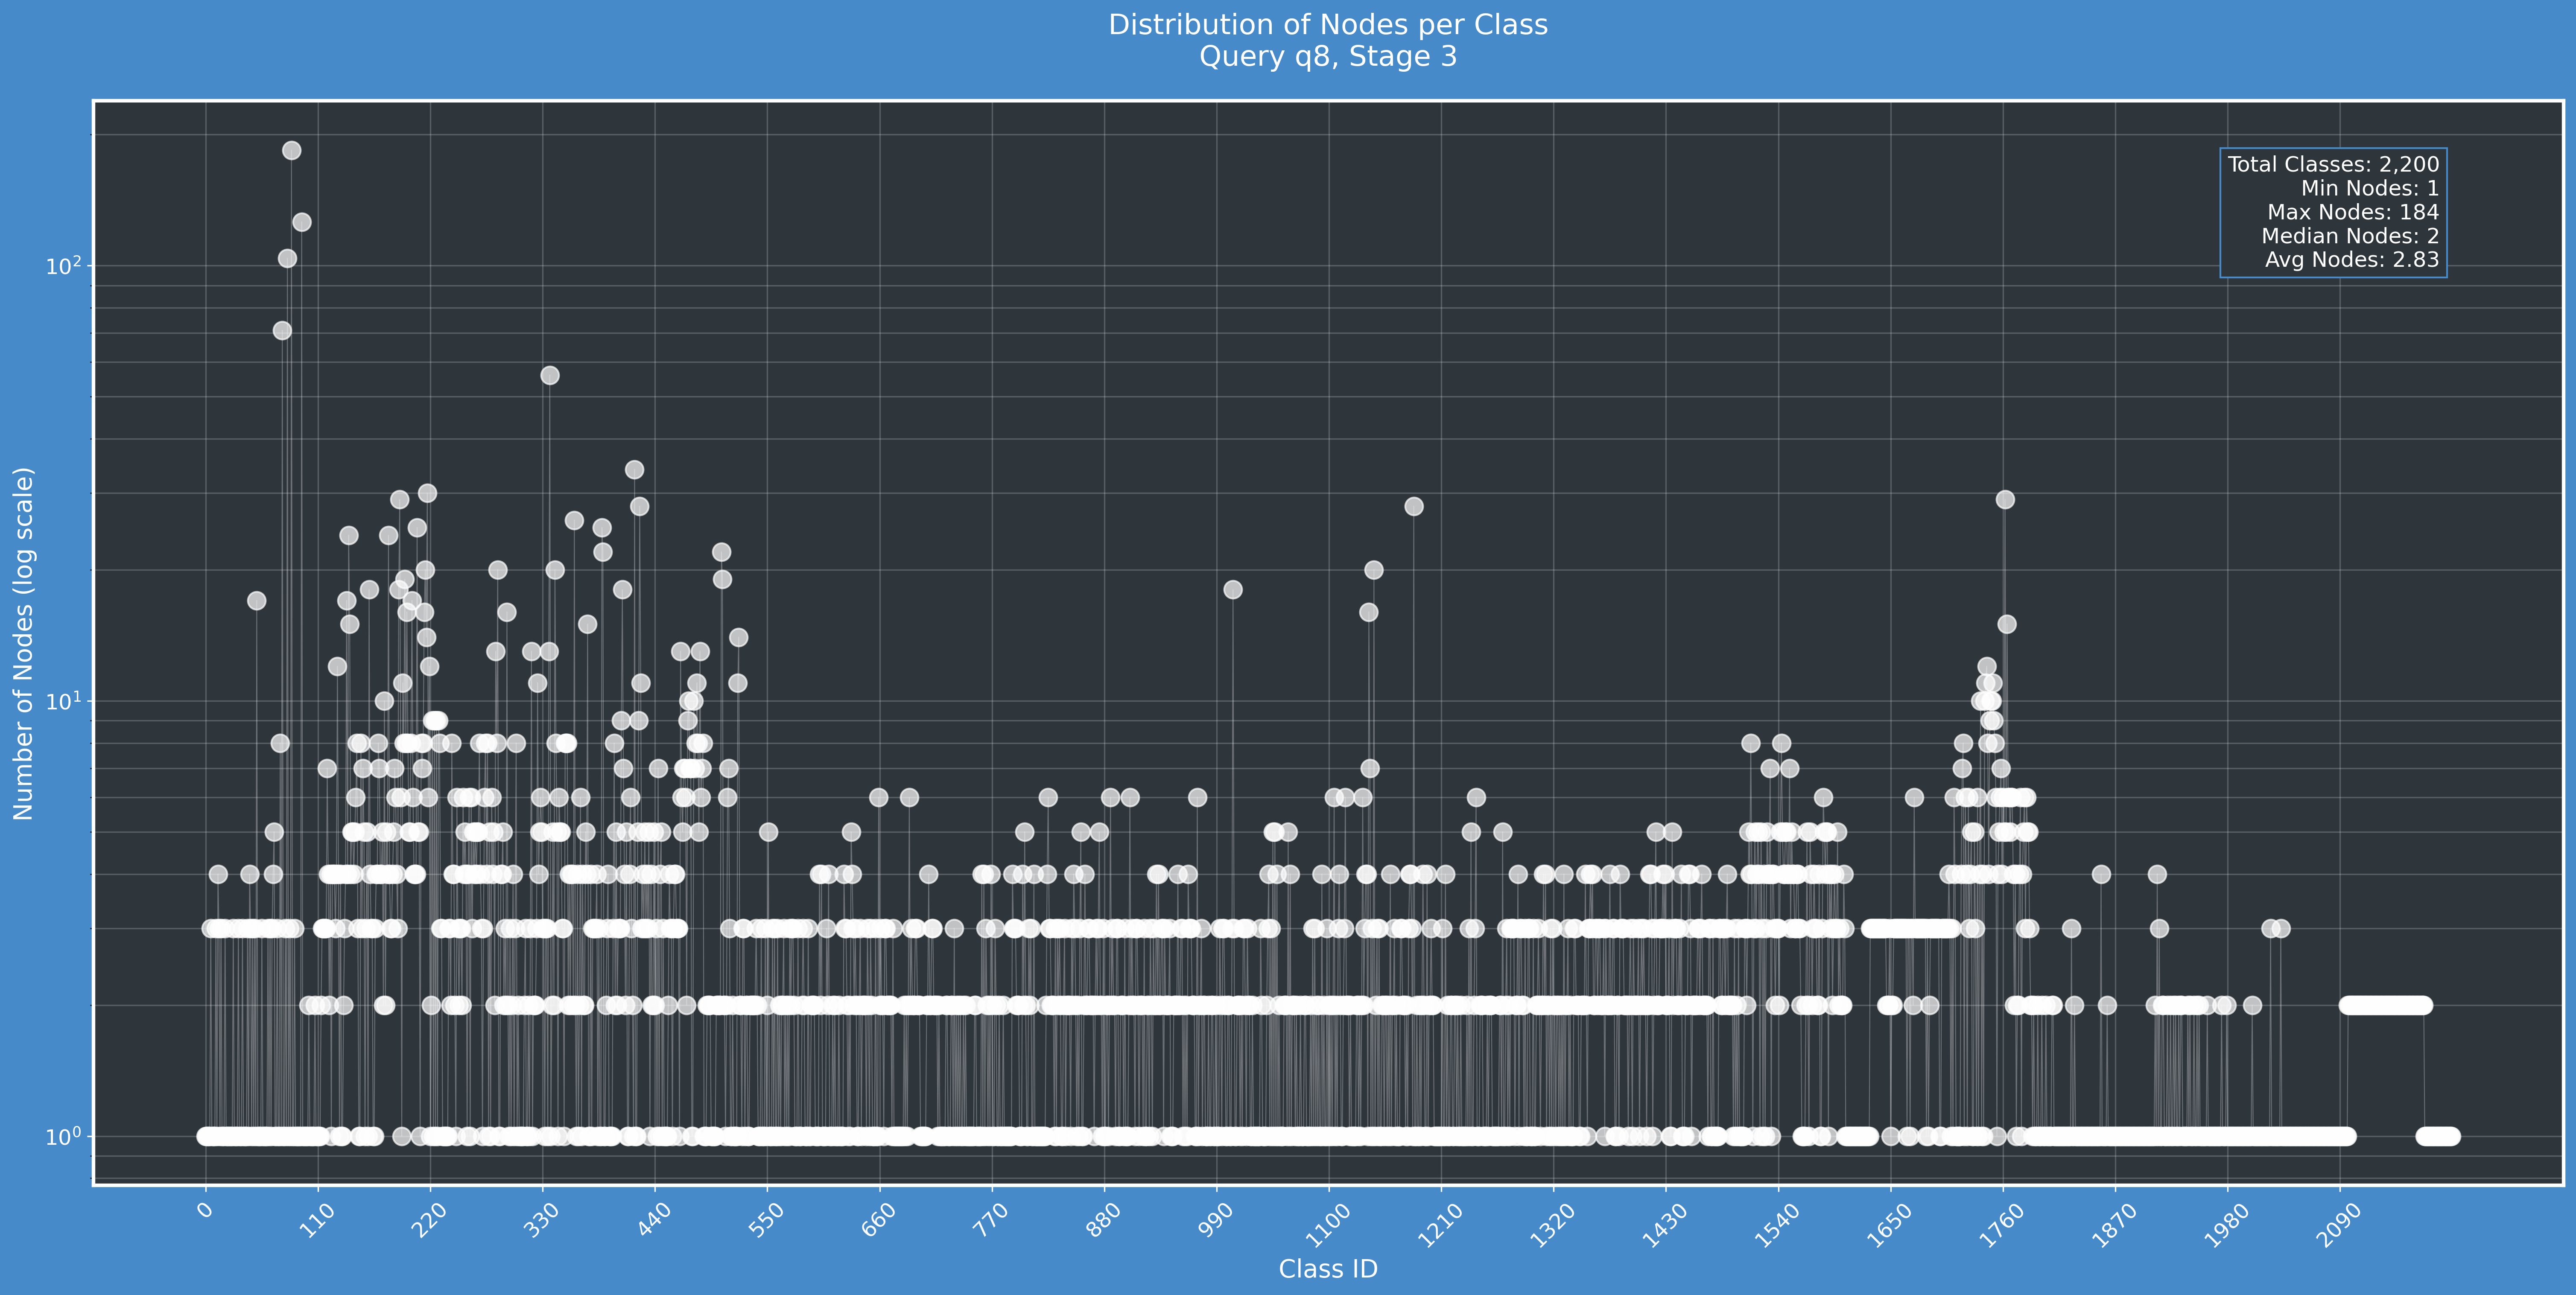 Distribution of Nodes per Class
Query q8, Stage 3
Total Classes: 2,200
Min Nodes: 1
Max Nodes: 184
Median Nodes: 2
Avg Nodes: 2.83
Number of Nodes (log scale)
10²
10¹
10⁰
0 110 220 330 440 550 660 770 880 990 1100 1210 1320 1430 1540 1650 1760 1870 1980 2090
Class ID